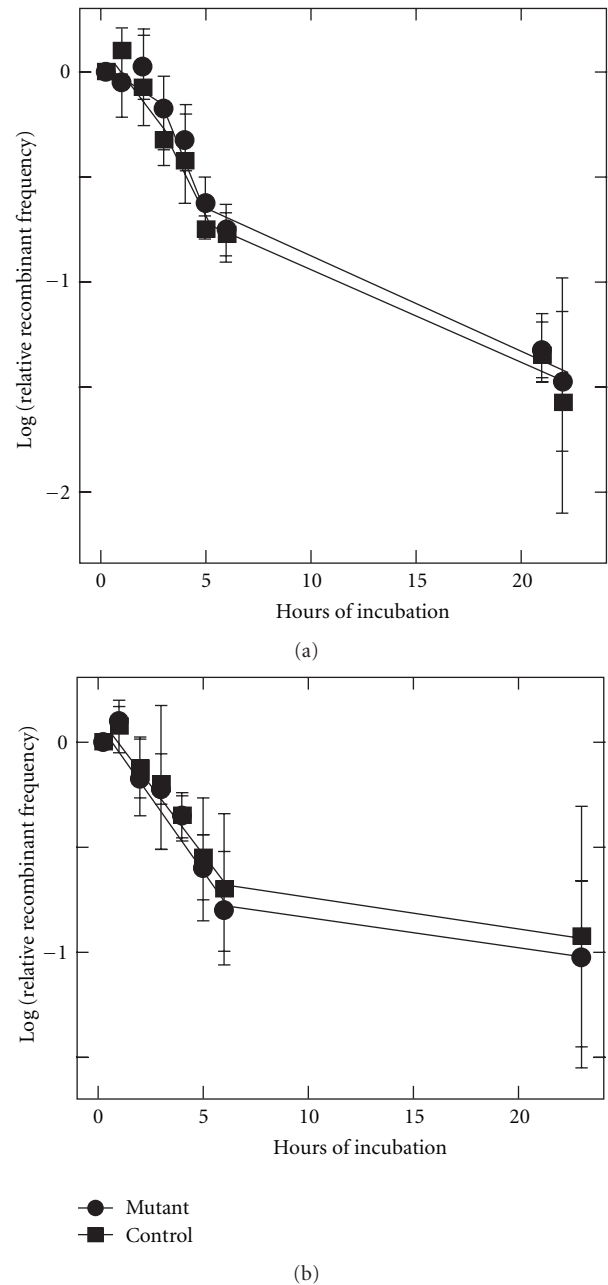 0
−1
−2
Log (relative recombinant frequency)
0 5 10 15 20
Hours of incubation
(a)
0
−1
Log (relative recombinant frequency)
0 5 10 15 20
Hours of incubation
Mutant
Control
(b)